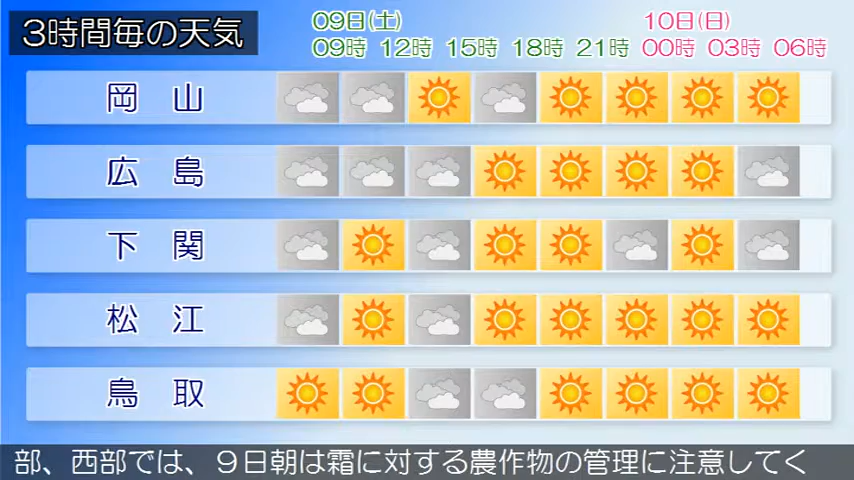 3時間毎の天気
09日(土) 10日(日)
09時 12時 15時 18時 21時 00時 03時 06時
岡 山
広 島
下 関
松 江
鳥 取
部、西部では、９日朝は霜に対する農作物の管理に注意してく